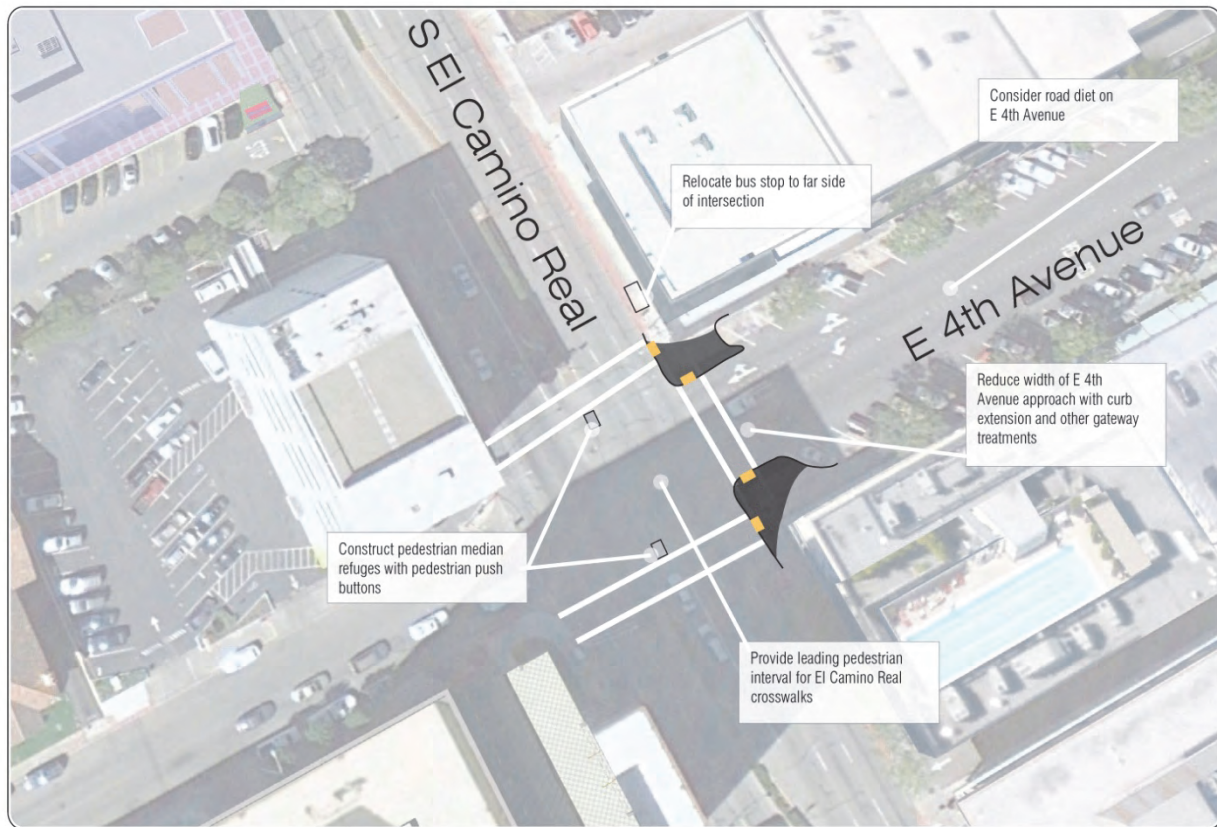 S El Camino Real
Consider road diet on
E 4th Avenue
Relocate bus stop to far side
of intersection
E 4th Avenue
Reduce width of E 4th
Avenue approach with curb
extension and other gateway
treatments
Construct pedestrian median
refuges with pedestrian push
buttons
Provide leading pedestrian
interval for El Camino Real
crosswalks